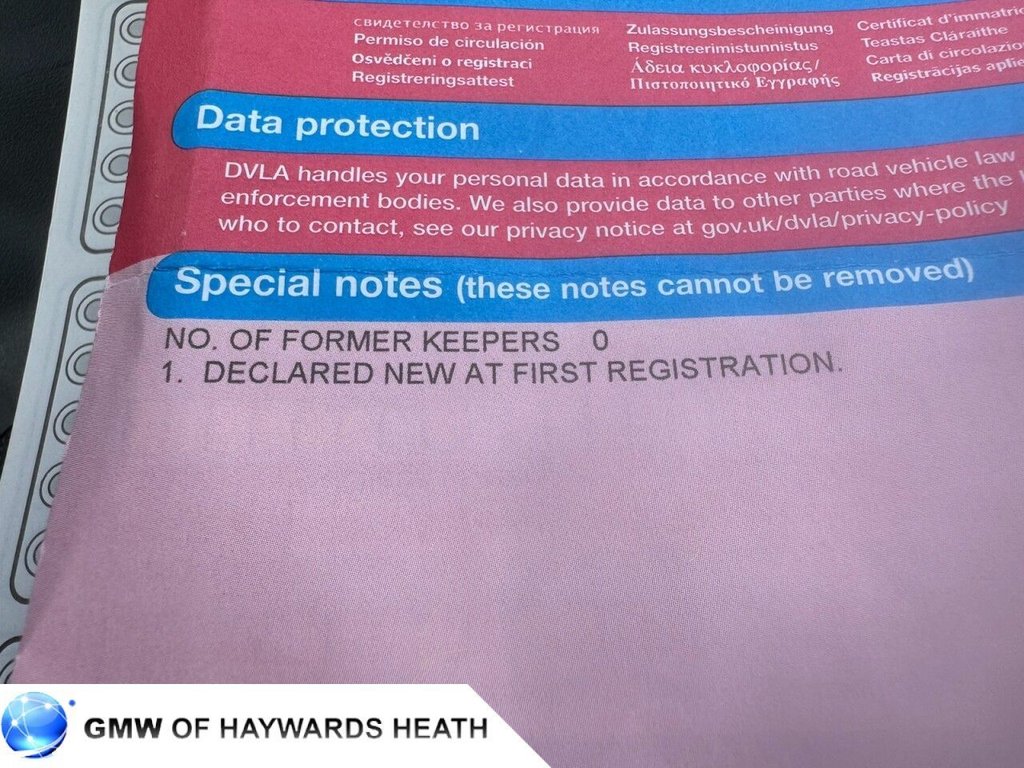 свидетелство за регистрация
Permiso de circulación
Osvědčeni o registraci
Registreringsattest
Zulassungsbescheinigung
Registreerimistunnistus
Άδεια κυκλοφορίας/
Πιστοποιητικό Εγγραφής
Certificat d'immatric
Teastas Cláraithe
Carta di circolazio
Registrācijas aplie
Data protection
DVLA handles your personal data in accordance with road vehicle law
enforcement bodies. We also provide data to other parties where the
who to contact, see our privacy notice at gov.uk/dvla/privacy-policy
Special notes (these notes cannot be removed)
NO. OF FORMER KEEPERS 0
1. DECLARED NEW AT FIRST REGISTRATION.
GMW OF HAYWARDS HEATH